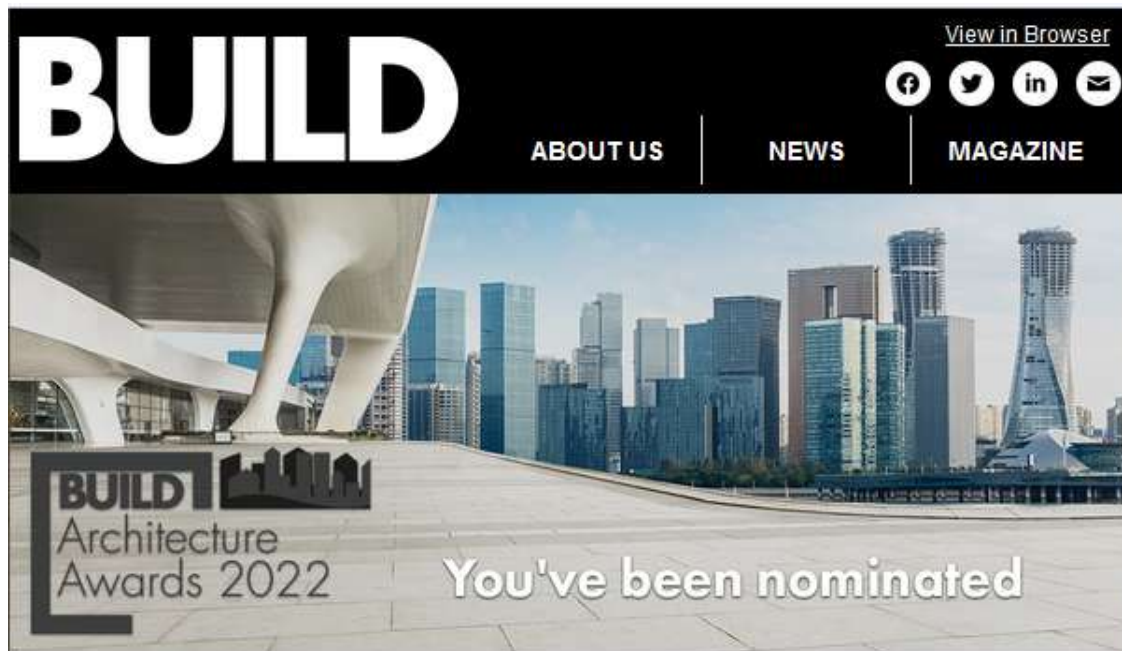 BUILD
View in Browser
ABOUT US
NEWS
MAGAZINE
BUILD
Architecture
Awards 2022
You've been nominated